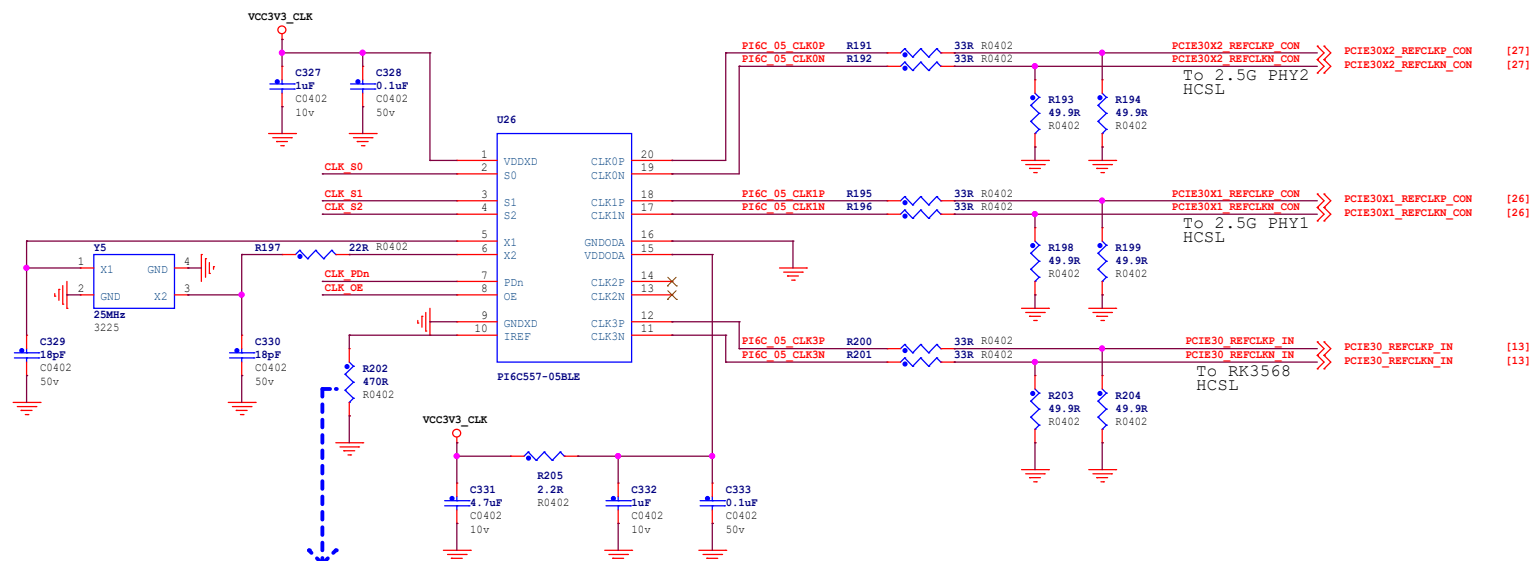 VCC3V3_CLK
C327
1uF
C0402
10v
C328
0.1uF
C0402
50v
PI6C_05_CLK0P R191 33R R0402 PCIE30X2_REFCLKP_CON PCIE30X2_REFCLKP_CON [27]
PI6C_05_CLK0N R192 33R R0402 PCIE30X2_REFCLKN_CON PCIE30X2_REFCLKN_CON [27]
To 2.5G PHY2
HCSL
R193
49.9R
R0402
R194
49.9R
R0402
U26
1 VDDXD CLK0P 20
CLK_S0 2 S0 CLK0N 19
CLK_S1 3 S1 CLK1P 18
CLK_S2 4 S2 CLK1N 17
5 X1 GNDODA 16
6 X2 VDDODA 15
CLK_PDn 7 PDn CLK2P 14
CLK_OE 8 OE CLK2N 13
9 GNDXD CLK3P 12
10 IREF CLK3N 11
PI6C557-05BLE
PI6C_05_CLK1P R195 33R R0402 PCIE30X1_REFCLKP_CON PCIE30X1_REFCLKP_CON [26]
PI6C_05_CLK1N R196 33R R0402 PCIE30X1_REFCLKN_CON PCIE30X1_REFCLKN_CON [26]
To 2.5G PHY1
HCSL
R198
49.9R
R0402
R199
49.9R
R0402
Y5
1 X1 GND 4
2 GND X2 3
25MHz
3225
R197 22R R0402
C329
18pF
C0402
50v
C330
18pF
C0402
50v
R202
470R
R0402
PI6C_05_CLK3P R200 33R R0402 PCIE30_REFCLKP_IN PCIE30_REFCLKP_IN [13]
PI6C_05_CLK3N R201 33R R0402 PCIE30_REFCLKN_IN PCIE30_REFCLKN_IN [13]
To RK3568
HCSL
R203
49.9R
R0402
R204
49.9R
R0402
VCC3V3_CLK
R205
2.2R
R0402
C331
4.7uF
C0402
10v
C332
1uF
C0402
10v
C333
0.1uF
C0402
50v